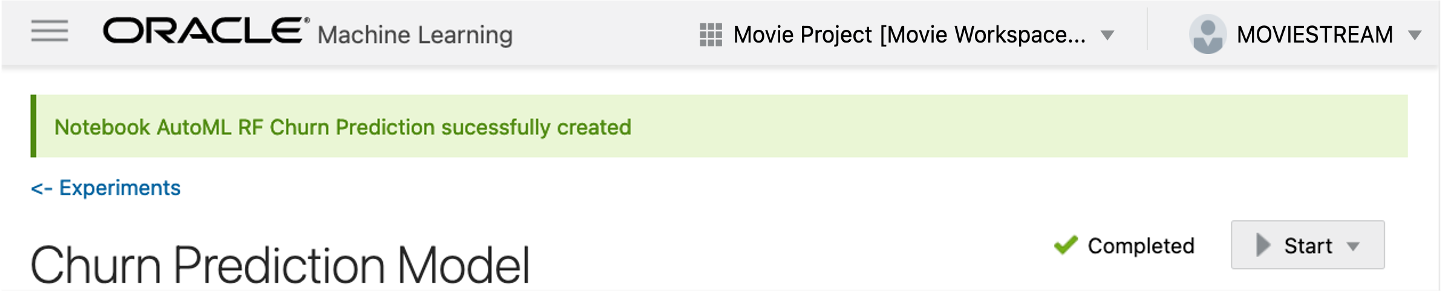 ORACLE® Machine Learning
Movie Project [Movie Workspace...
MOVIESTREAM
Notebook AutoML RF Churn Prediction sucessfully created
<- Experiments
Churn Prediction Model
Completed
Start